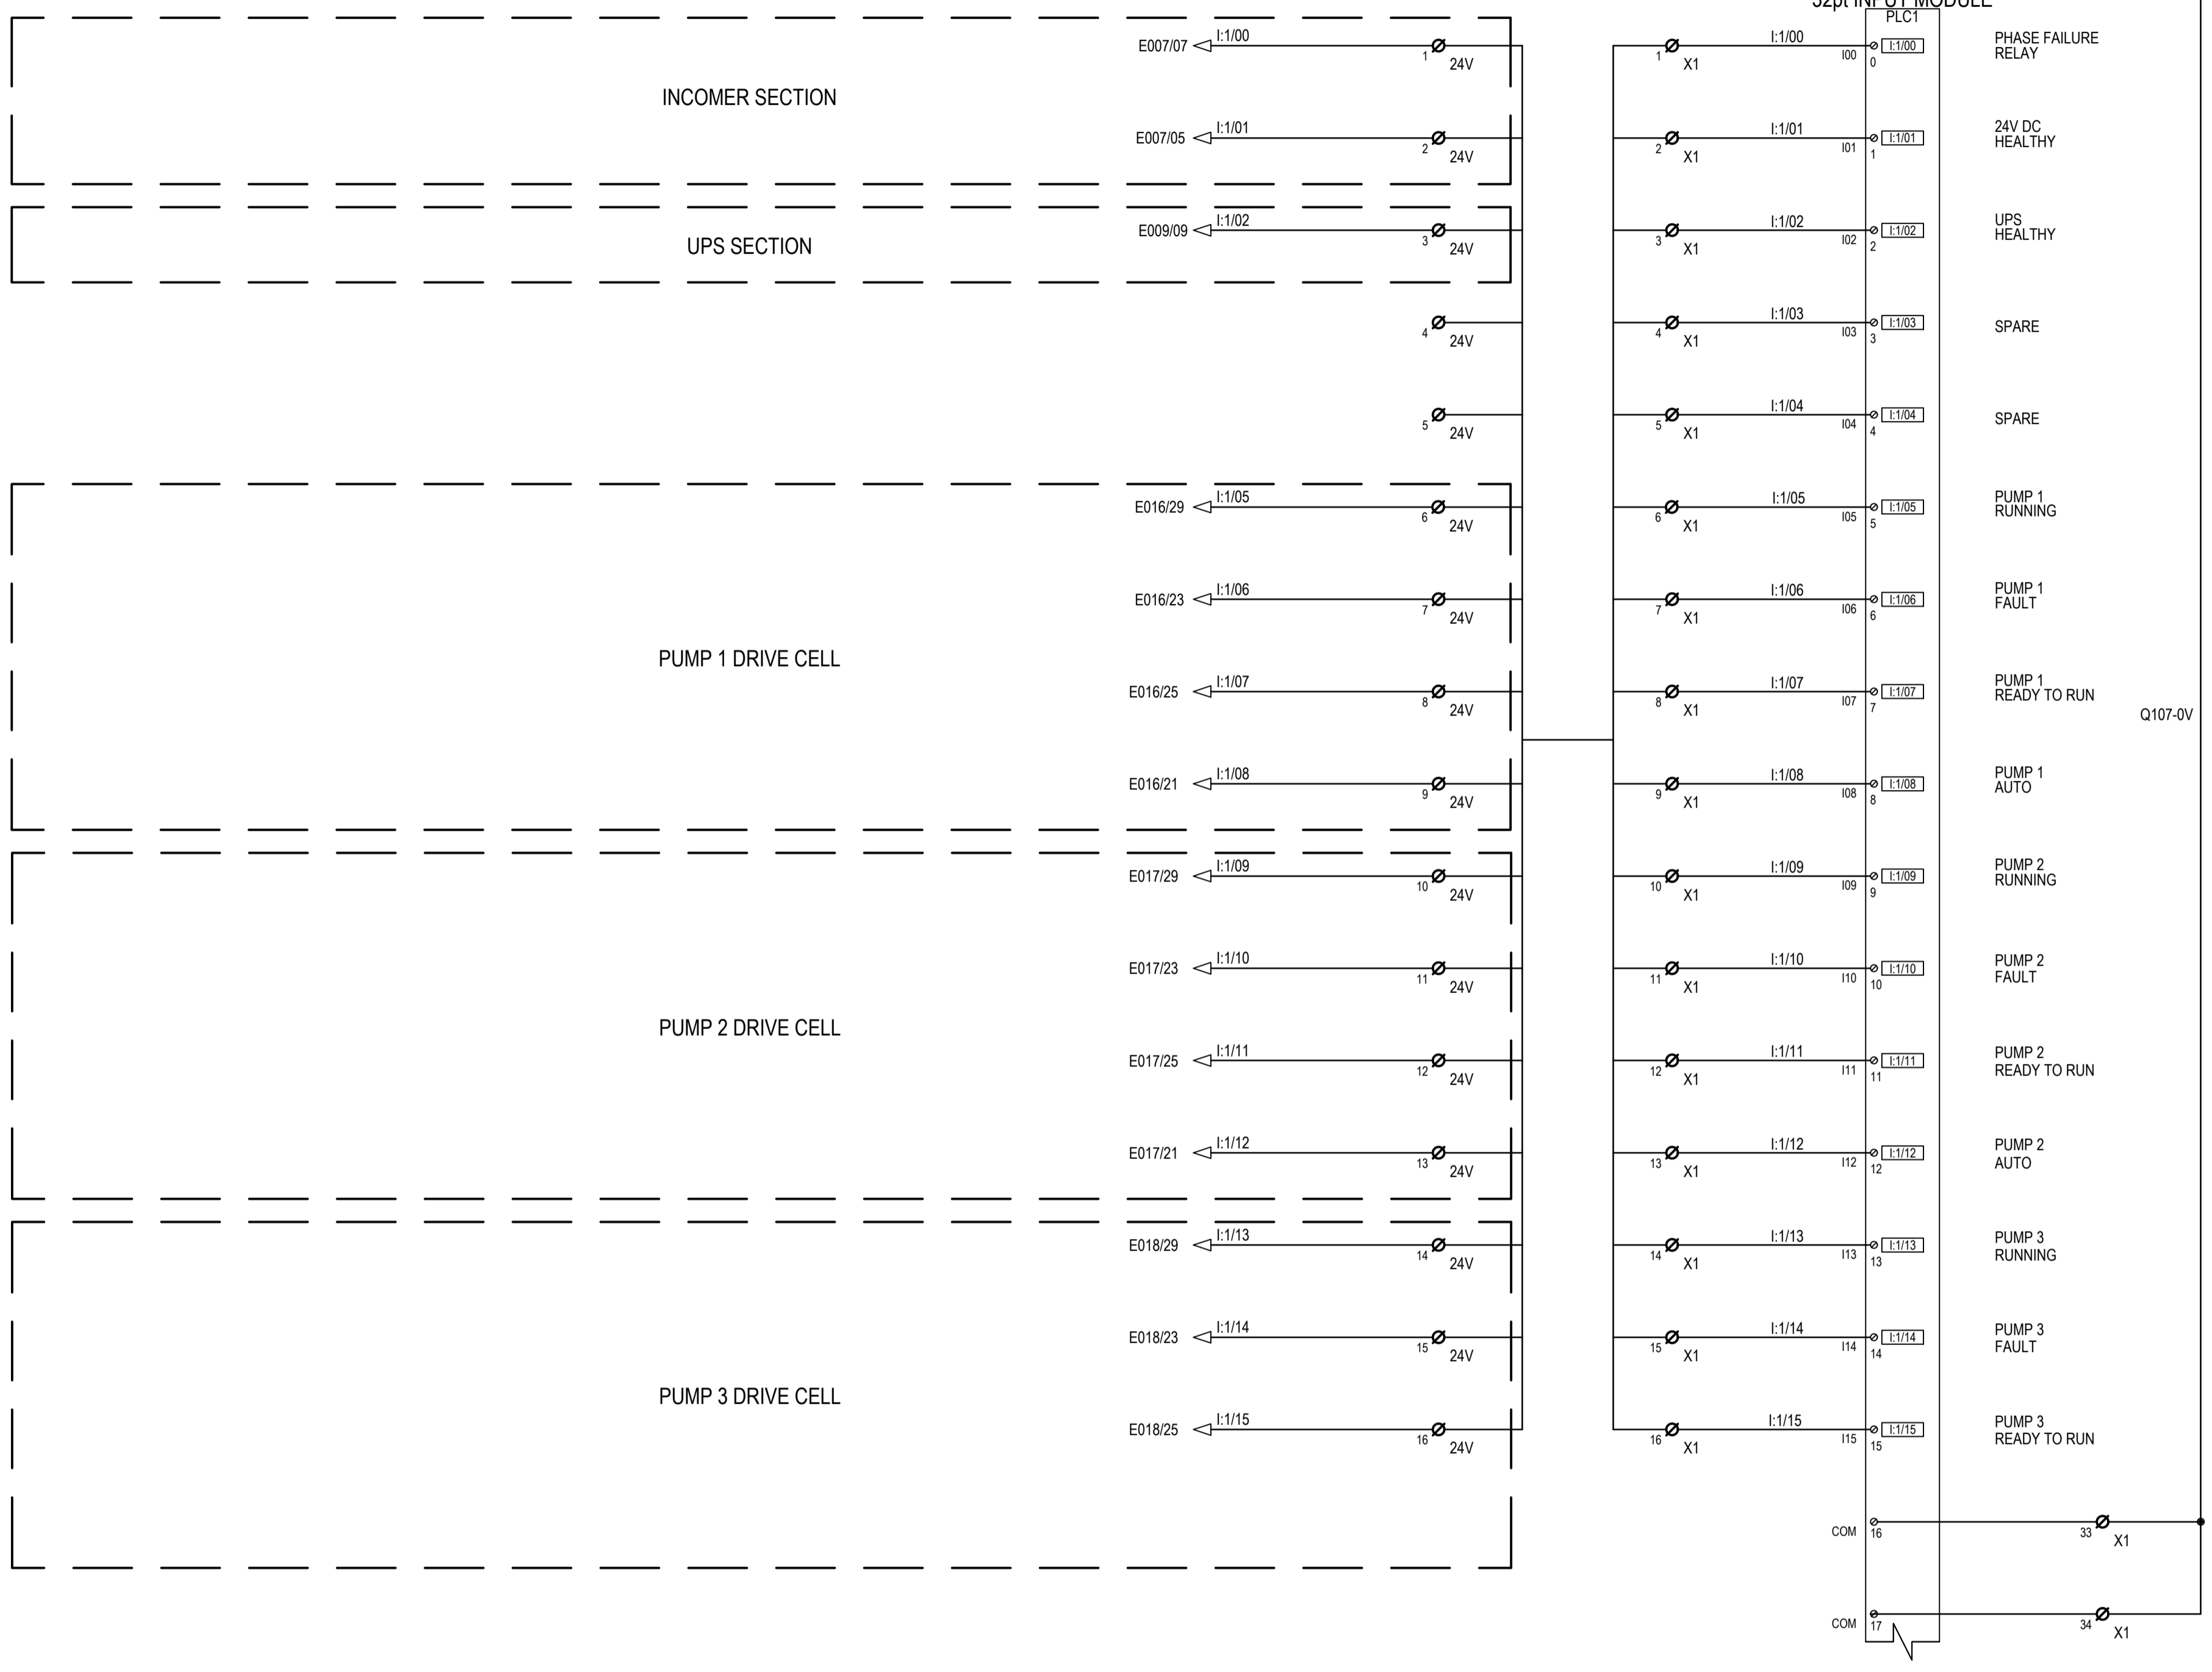 32pt INPUT MODULE
PLC1
E007/07 I:1/00 1 24V 1 X1 I:1/00 I00 0 I:1/00 PHASE FAILURE
RELAY
INCOMER SECTION
E007/05 I:1/01 2 24V 2 X1 I:1/01 I01 1 I:1/01 24V DC
HEALTHY
E009/09 I:1/02 3 24V 3 X1 I:1/02 I02 2 I:1/02 UPS
HEALTHY
UPS SECTION
4 24V 4 X1 I:1/03 I03 3 I:1/03 SPARE
5 24V 5 X1 I:1/04 I04 4 I:1/04 SPARE
E016/29 I:1/05 6 24V 6 X1 I:1/05 I05 5 I:1/05 PUMP 1
RUNNING
E016/23 I:1/06 7 24V 7 X1 I:1/06 I06 6 I:1/06 PUMP 1
FAULT
PUMP 1 DRIVE CELL
E016/25 I:1/07 8 24V 8 X1 I:1/07 I07 7 I:1/07 PUMP 1
READY TO RUN
Q107-0V
E016/21 I:1/08 9 24V 9 X1 I:1/08 I08 8 I:1/08 PUMP 1
AUTO
E017/29 I:1/09 10 24V 10 X1 I:1/09 I09 9 I:1/09 PUMP 2
RUNNING
E017/23 I:1/10 11 24V 11 X1 I:1/10 I10 10 I:1/10 PUMP 2
FAULT
PUMP 2 DRIVE CELL
E017/25 I:1/11 12 24V 12 X1 I:1/11 I11 11 I:1/11 PUMP 2
READY TO RUN
E017/21 I:1/12 13 24V 13 X1 I:1/12 I12 12 I:1/12 PUMP 2
AUTO
E018/29 I:1/13 14 24V 14 X1 I:1/13 I13 13 I:1/13 PUMP 3
RUNNING
E018/23 I:1/14 15 24V 15 X1 I:1/14 I14 14 I:1/14 PUMP 3
FAULT
PUMP 3 DRIVE CELL
E018/25 I:1/15 16 24V 16 X1 I:1/15 I15 15 I:1/15 PUMP 3
READY TO RUN
COM 16 33 X1
COM 17 34 X1